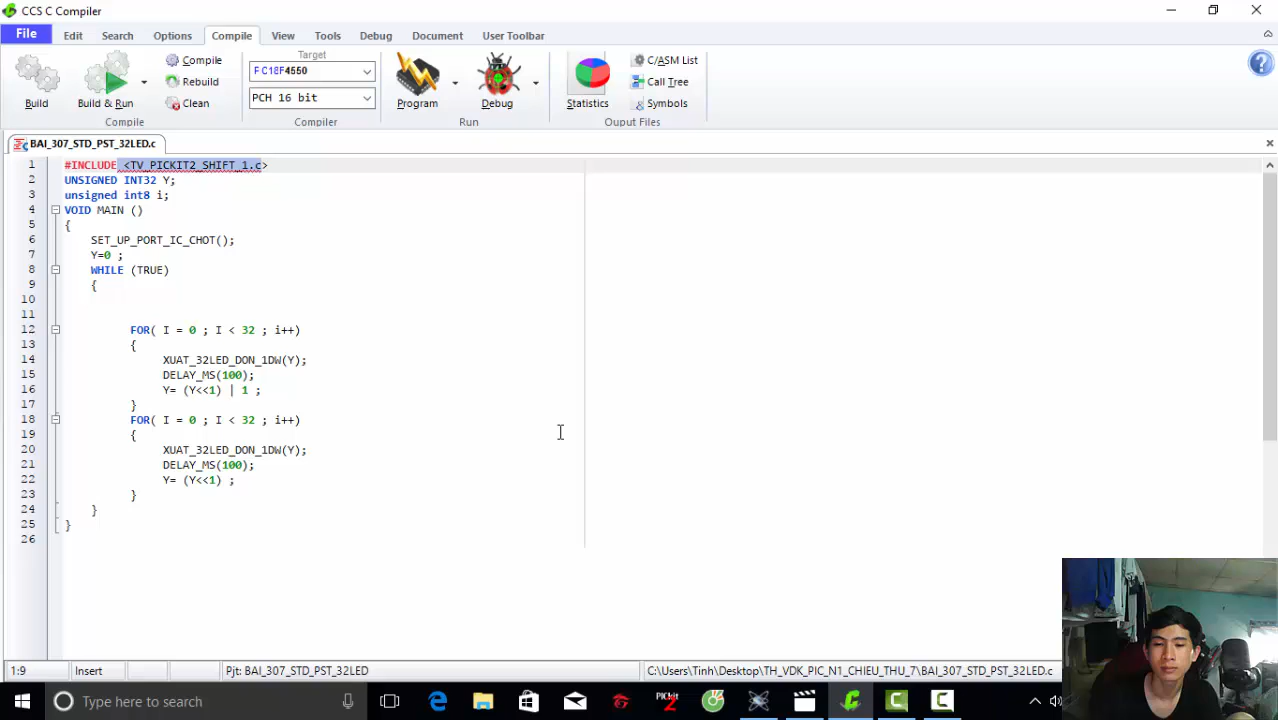 CCS C Compiler
File Edit Search Options Compile View Tools Debug Document User Toolbar
Build
Build & Run
Compile
Rebuild
Clean
Compile
Target
PIC18F4550
PCH 16 bit
Compiler
Program
Debug
Run
Statistics
C/ASM List
Call Tree
Symbols
Ouput Files
BAI_307_STD_PST_32LED.c
1 #INCLUDE <TV_PICKIT2_SHIFT_1.c>
2 UNSIGNED INT32 Y;
3 unsigned int8 i;
4 VOID MAIN ()
5 {
6 SET_UP_PORT_IC_CHOT();
7 Y=0 ;
8 WHILE (TRUE)
9 {
10
11
12 FOR( I = 0 ; I < 32 ; i++)
13 {
14 XUAT_32LED_DON_1DW(Y);
15 DELAY_MS(100);
16 Y= (Y<<1) | 1 ;
17 }
18 FOR( I = 0 ; I < 32 ; i++)
19 {
20 XUAT_32LED_DON_1DW(Y);
21 DELAY_MS(100);
22 Y= (Y<<1) ;
23 }
24 }
25 }
26
1:9 Insert Pjt: BAI_307_STD_PST_32LED C:\Users\Tinh\Desktop\TH_VDK_PIC_N1_CHIEU_THU_7\BAI_307_STD_PST_32LED.c
Type here to search
PICkit 2